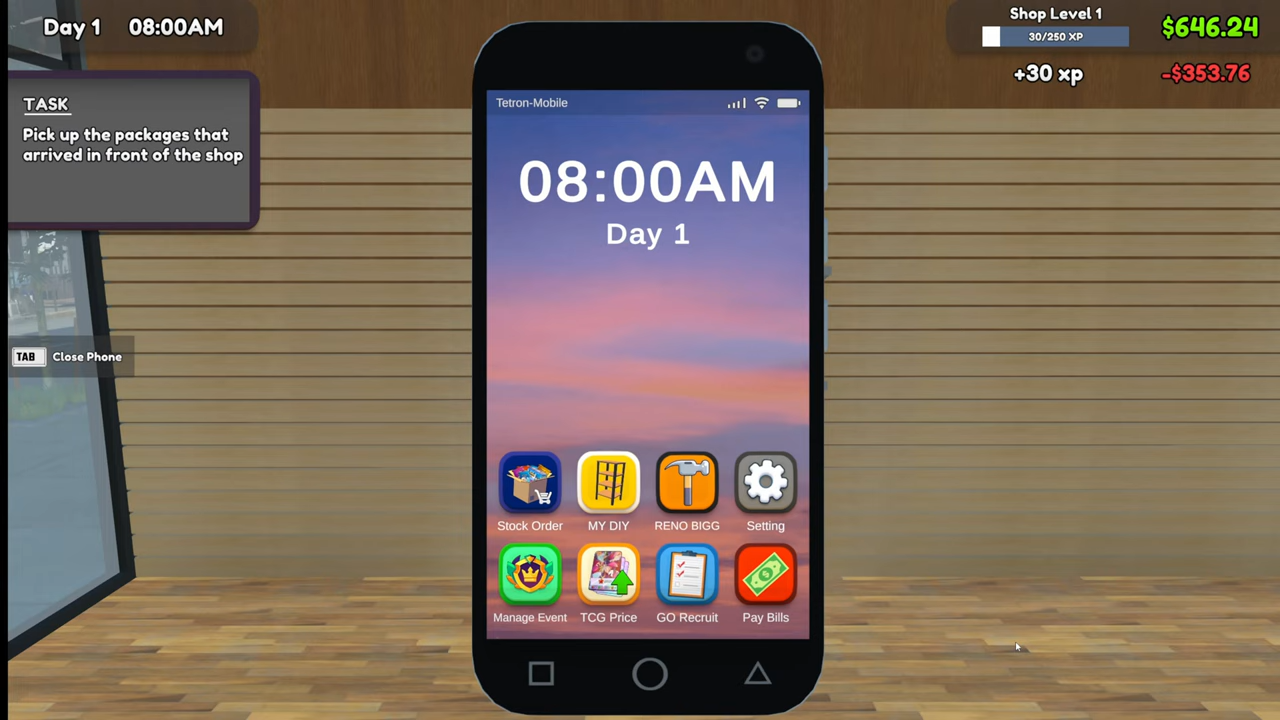 Day 1 08:00AM
Shop Level 1
30/250 XP
$646.24
+30 xp
-$353.76
TASK
Pick up the packages that
arrived in front of the shop
TAB Close Phone
Tetron-Mobile
08:00AM
Day 1
Stock Order MY DIY RENO BIGG Setting
Manage Event TCG Price GO Recruit Pay Bills